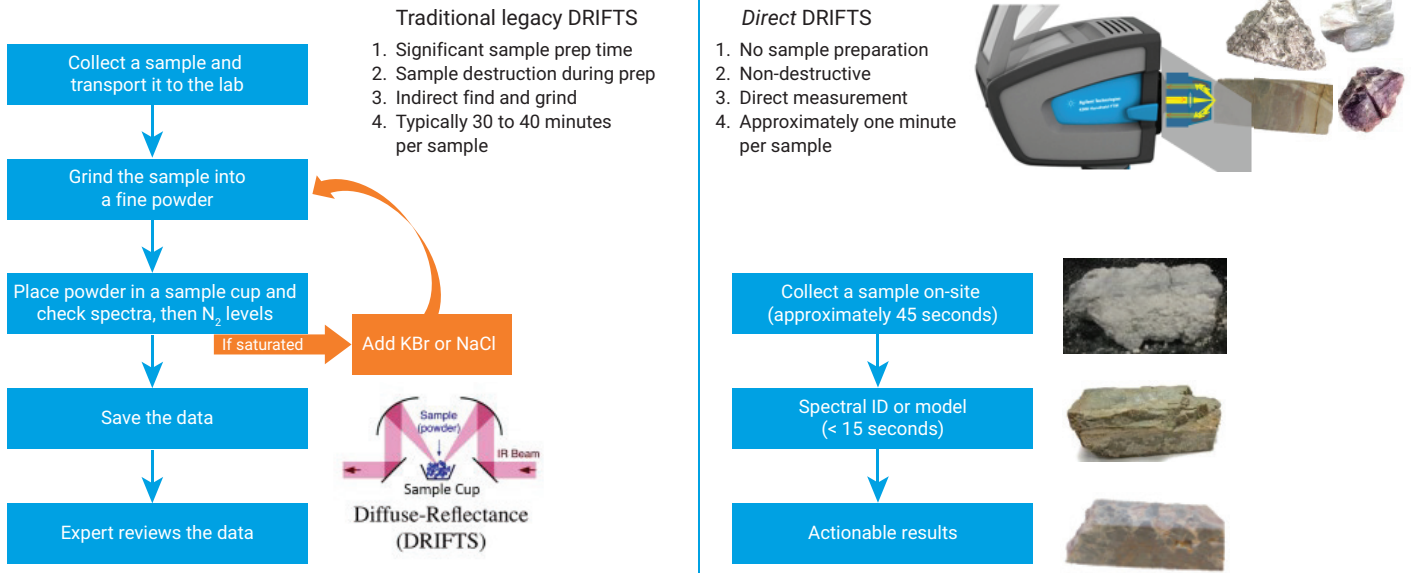 Traditional legacy DRIFTS
1. Significant sample prep time
2. Sample destruction during prep
3. Indirect find and grind
4. Typically 30 to 40 minutes
per sample
Collect a sample and
transport it to the lab
Grind the sample into
a fine powder
Place powder in a sample cup and
check spectra, then N₂ levels
If saturated
Add KBr or NaCl
Save the data
Expert reviews the data
Sample
(powder)
IR Beam
Sample Cup
Diffuse-Reflectance
(DRIFTS)
Direct DRIFTS
1. No sample preparation
2. Non-destructive
3. Direct measurement
4. Approximately one minute
per sample
Agilent Technologies
Collect a sample on-site
(approximately 45 seconds)
Spectral ID or model
(< 15 seconds)
Actionable results